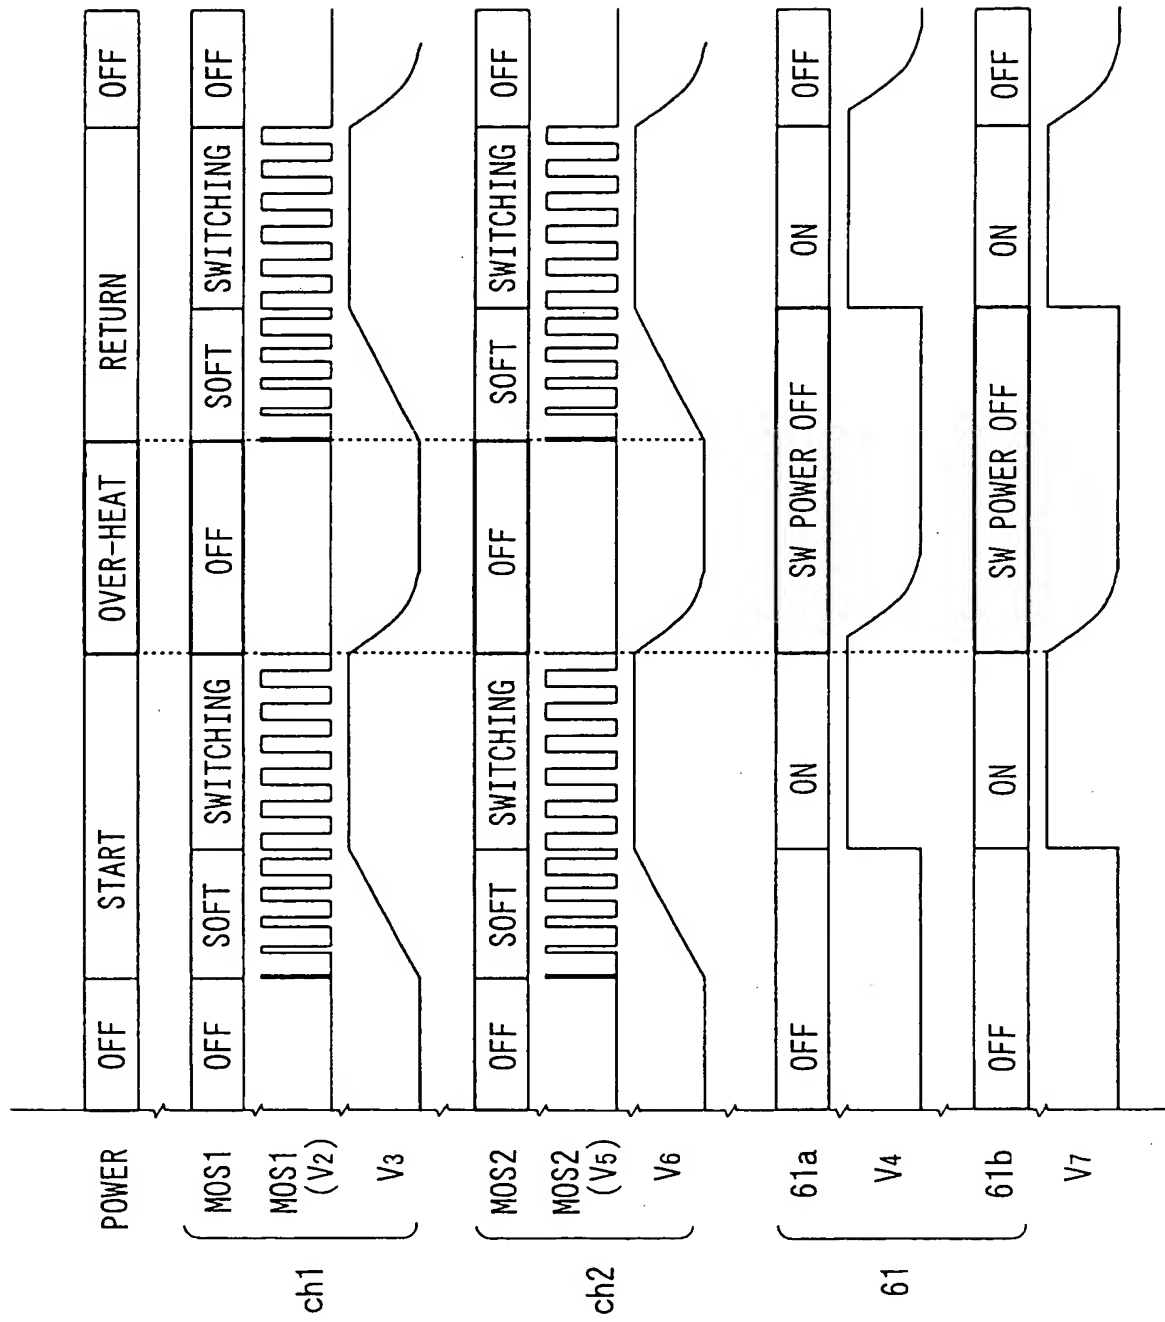 POWER OFF START OVER-HEAT RETURN OFF
ch1
MOS1 OFF SOFT SWITCHING OFF SOFT SWITCHING OFF
MOS1
(V2)
V3
ch2
MOS2 OFF SOFT SWITCHING OFF SOFT SWITCHING OFF
MOS2
(V5)
V6
61
61a OFF ON SW POWER OFF ON OFF
V4
61b OFF ON SW POWER OFF ON OFF
V7